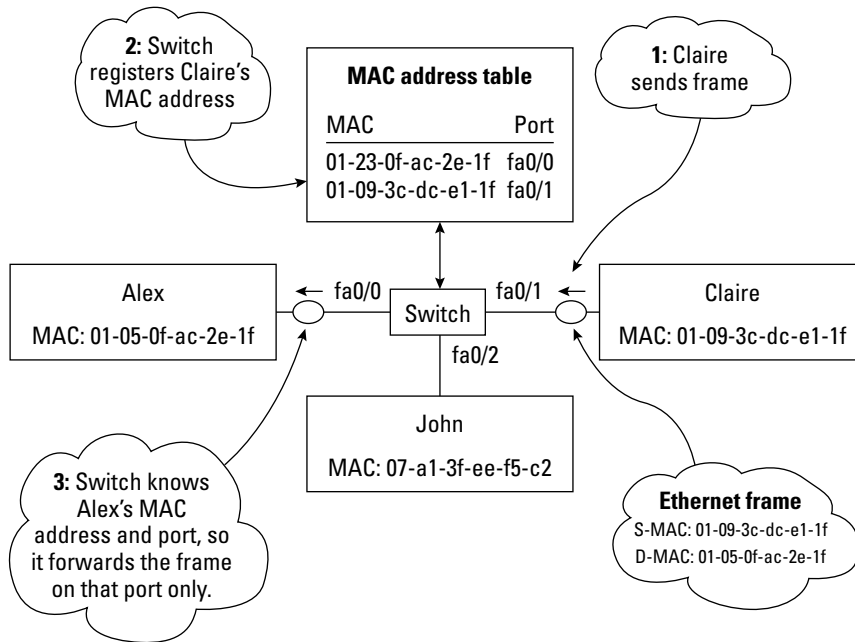 2: Switch
registers Claire's
MAC address
MAC address table
MAC Port
01-23-0f-ac-2e-1f fa0/0
01-09-3c-dc-e1-1f fa0/1
1: Claire
sends frame
Alex
MAC: 01-05-0f-ac-2e-1f
fa0/0
Switch
fa0/1
fa0/2
Claire
MAC: 01-09-3c-dc-e1-1f
John
MAC: 07-a1-3f-ee-f5-c2
3: Switch knows
Alex's MAC
address and port, so
it forwards the frame
on that port only.
Ethernet frame
S-MAC: 01-09-3c-dc-e1-1f
D-MAC: 01-05-0f-ac-2e-1f